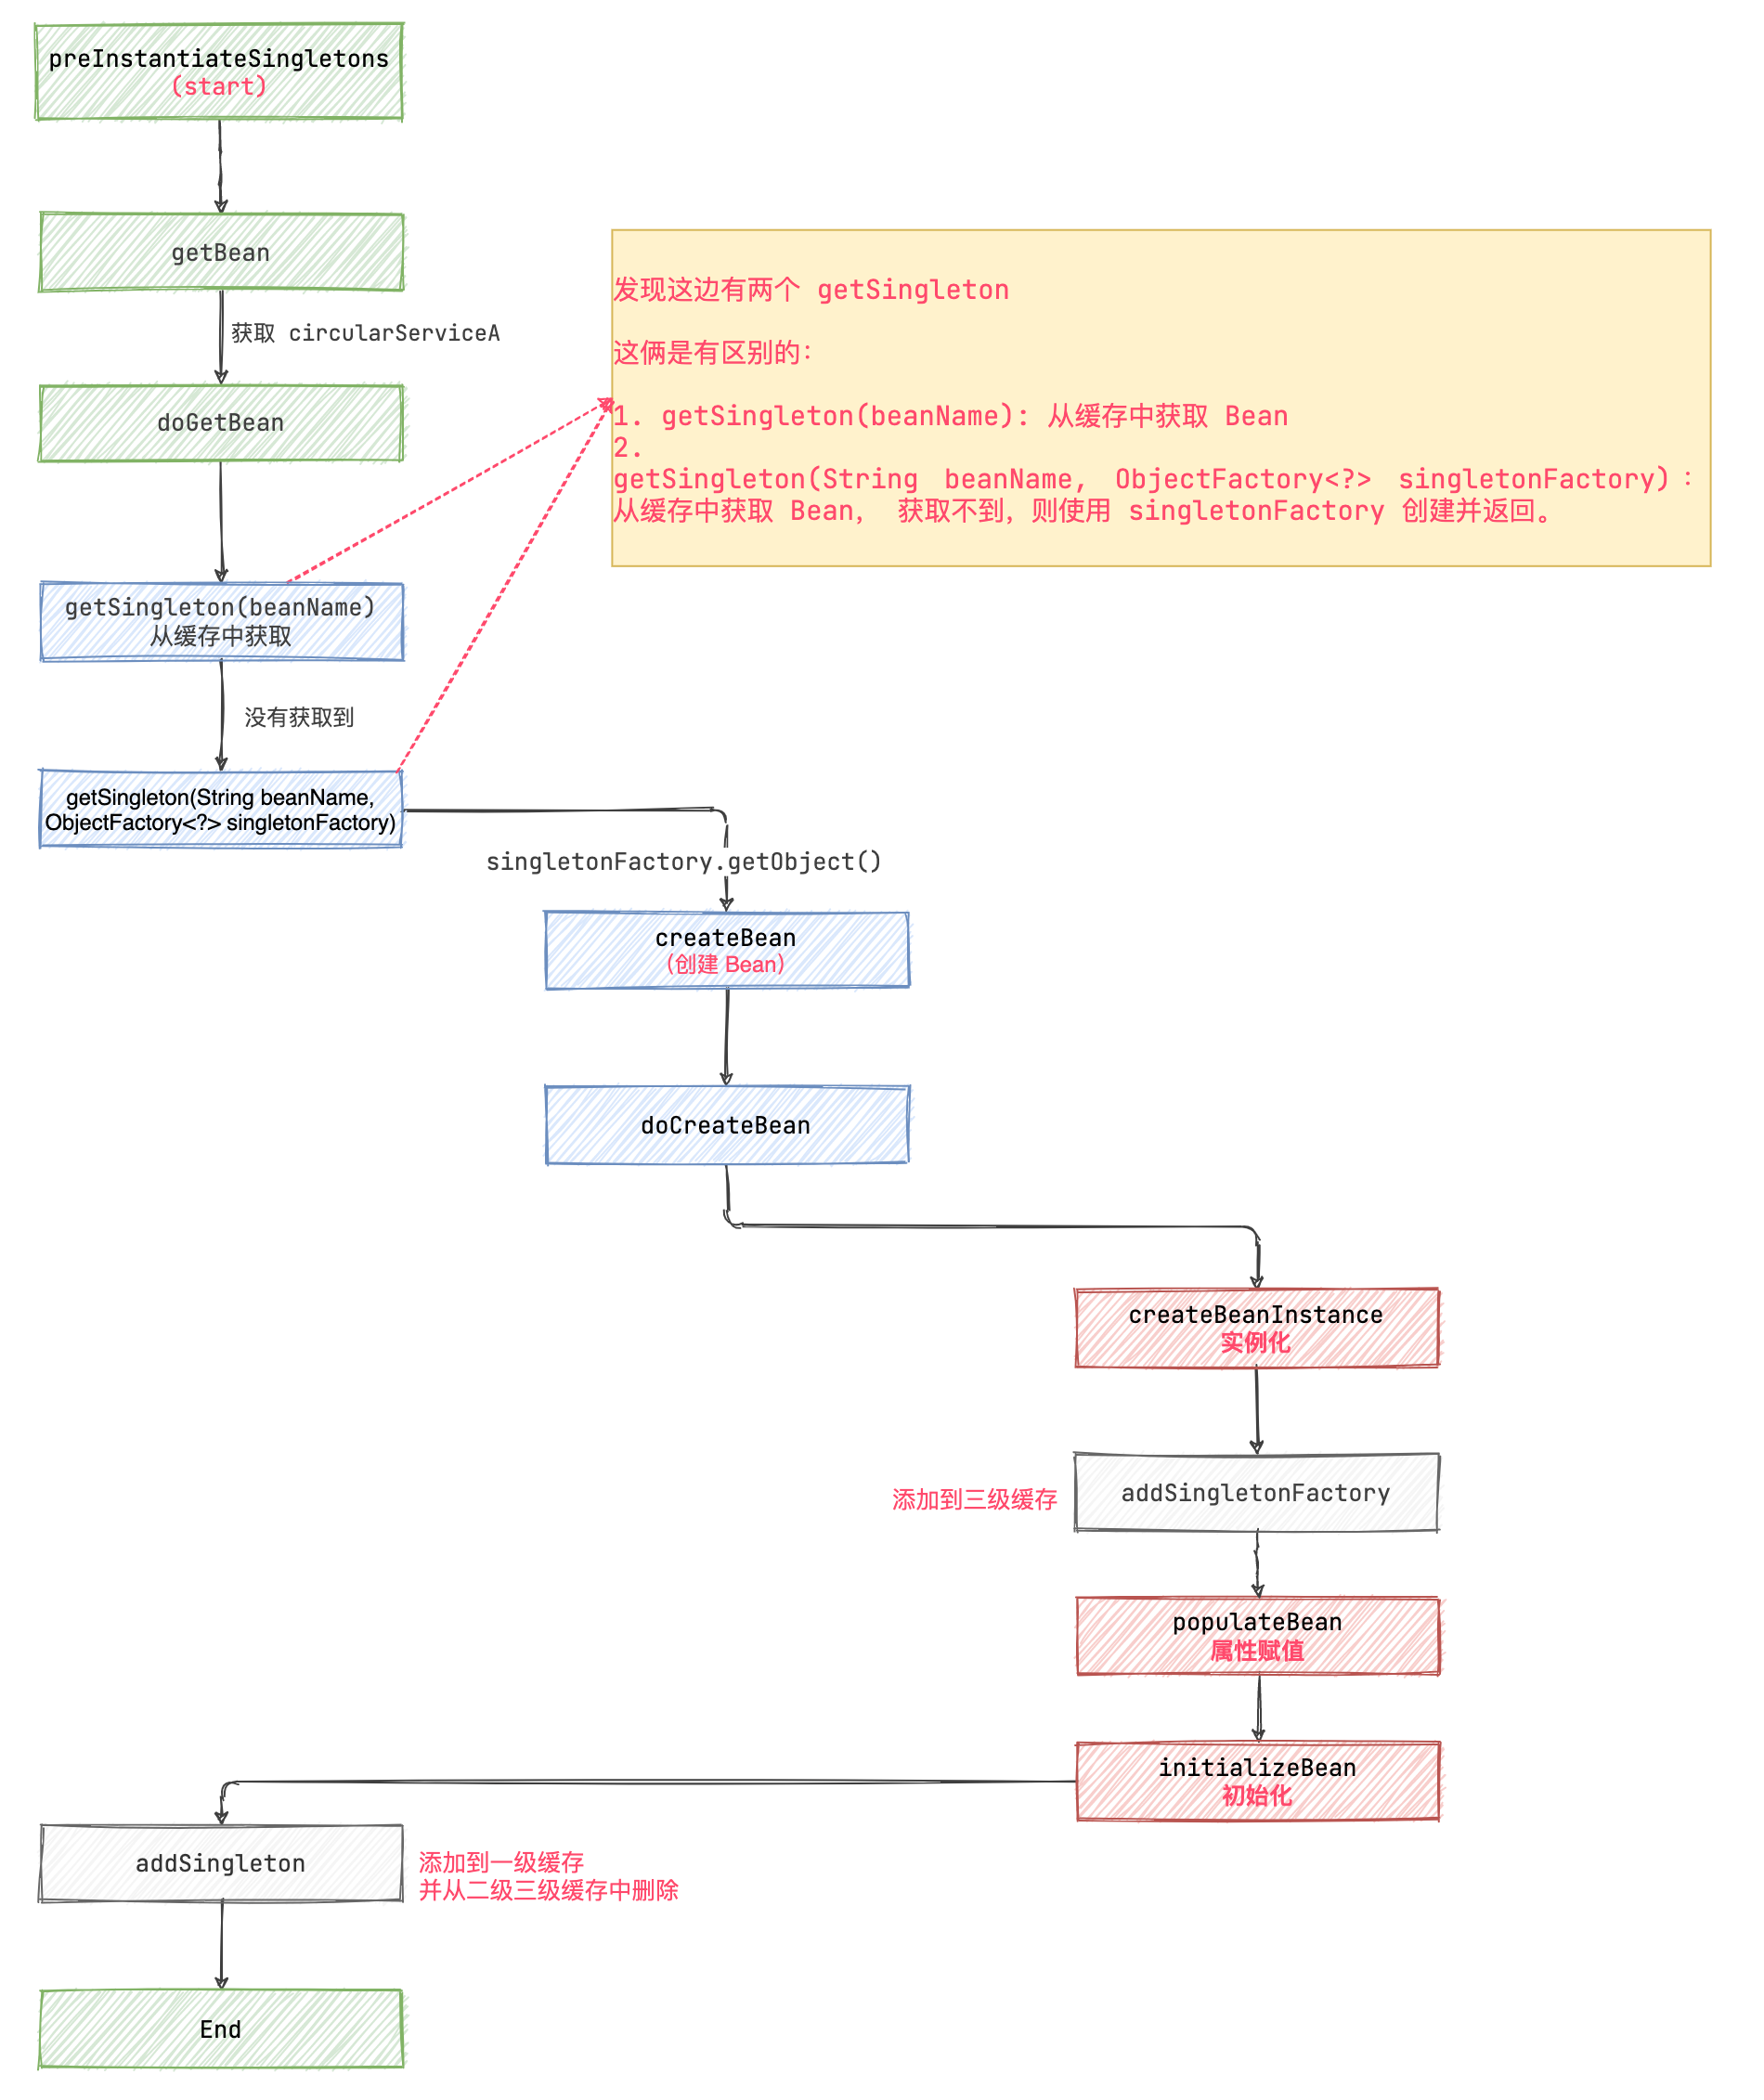 preInstantiateSingletons
(start)
getBean
获取 circularServiceA
doGetBean
发现这边有两个 getSingleton
这俩是有区别的：
1. getSingleton(beanName): 从缓存中获取 Bean
2.
getSingleton(String beanName, ObjectFactory<?> singletonFactory)：
从缓存中获取 Bean， 获取不到，则使用 singletonFactory 创建并返回。
getSingleton(beanName)
从缓存中获取
没有获取到
getSingleton(String beanName,
ObjectFactory<?> singletonFactory)
singletonFactory.getObject()
createBean
（创建 Bean）
doCreateBean
createBeanInstance
实例化
添加到三级缓存
addSingletonFactory
populateBean
属性赋值
initializeBean
初始化
addSingleton
添加到一级缓存
并从二级三级缓存中删除
End